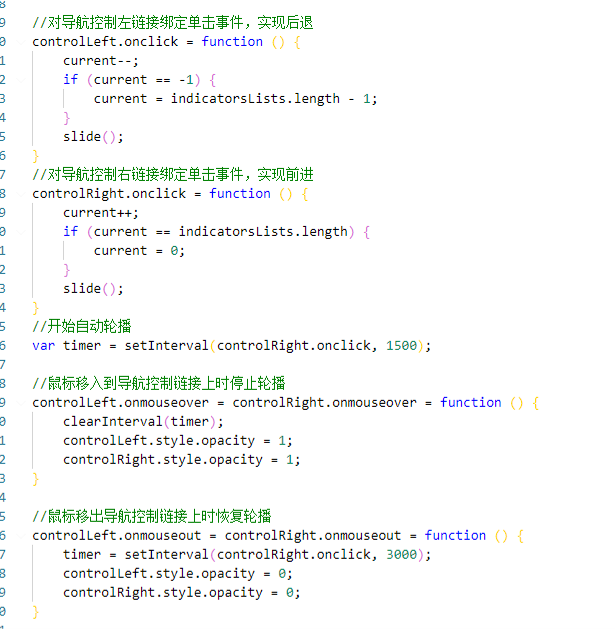 8
9 //对导航控制左链接绑定单击事件，实现后退
0 controlLeft.onclick = function () {
1 current--;
2 if (current == -1) {
3 current = indicatorsLists.length - 1;
4 }
5 slide();
6 }
7 //对导航控制右链接绑定单击事件，实现前进
8 controlRight.onclick = function () {
9 current++;
0 if (current == indicatorsLists.length) {
1 current = 0;
2 }
3 slide();
4 }
5 //开始自动轮播
6 var timer = setInterval(controlRight.onclick, 1500);
7
8 //鼠标移入到导航控制链接上时停止轮播
9 controlLeft.onmouseover = controlRight.onmouseover = function () {
0 clearInterval(timer);
1 controlLeft.style.opacity = 1;
2 controlRight.style.opacity = 1;
3 }
4
5 //鼠标移出导航控制链接上时恢复轮播
6 controlLeft.onmouseout = controlRight.onmouseout = function () {
7 timer = setInterval(controlRight.onclick, 3000);
8 controlLeft.style.opacity = 0;
9 controlRight.style.opacity = 0;
0 }